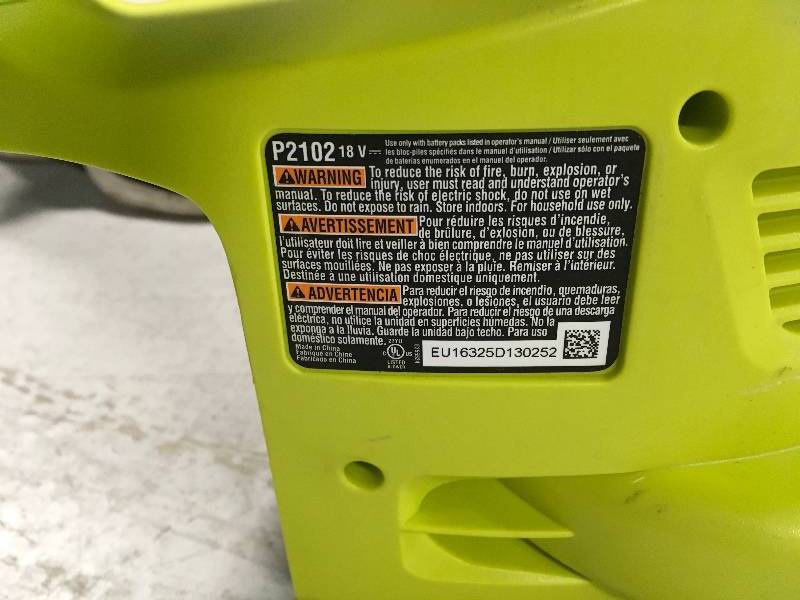 P2102 18 V Use only with battery packs listed in operator's manual / Utiliser seulement avec
les bloc-piles spécifiés dans le manuel d'utilisation / Utilizar sólo con el paquete
de baterias enumerados en el manual del operador.
WARNING To reduce the risk of fire, burn, explosion, or
injury, user must read and understand operator's
manual. To reduce the risk of electric shock, do not use on wet
surfaces. Do not expose to rain. Store indoors. For household use only.
AVERTISSEMENT Pour réduire les risques d'incendie,
de brûlure, d'exlosion, ou de blessure,
l'utilisateur doit lire et veiller à bien comprendre le manuel d'utilisation.
Pour éviter les risques de choc électrique, ne pas utiliser sur des
surfaces mouillées. Ne pas exposer à la pluie. Remiser à l'intérieur.
Destinée à une utilisation domestique uniquement.
ADVERTENCIA Para reducir el riesgo de incendio, quemaduras,
explosiones, o lesiones, el usuario debe leer
y comprender el manual del operador. Para reducir el riesgo de una descarga
eléctrica, no utilice la unidad en superficies húmedas. No la
exponga a la lluvia. Guarde la unidad bajo techo. Para uso
doméstico solamente.
Made in China
Fabriqué en Chine
Fabricado en China
C UL US
LISTED
EU16325D130252